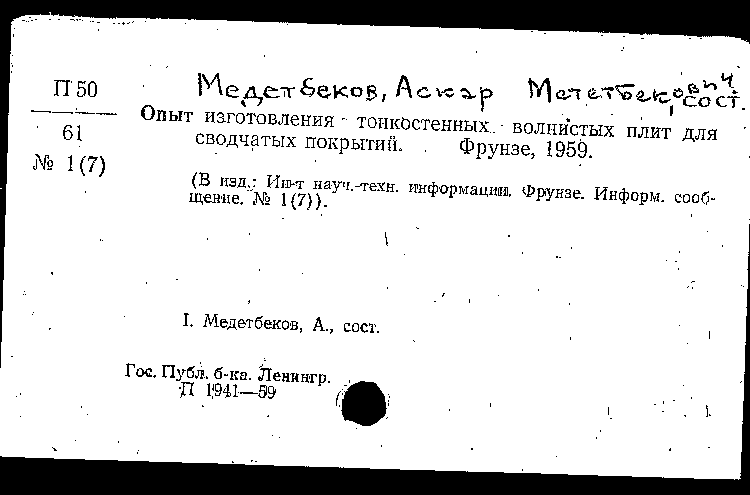 Медетбеков, Аскар Мететбекович, сост.
П 50
61
№ 1(7)
Опыт изготовления тонкостенных волнистых плит для
сводчатых покрытий. Фрунзе, 1959.
(В изд.: Ин-т науч.-техн. информации. Фрунзе. Информ. сооб-
щение. № 1(7)).
I. Медетбеков, А., сост.
Гос. Публ. б-ка. Ленингр.
П 1941—59